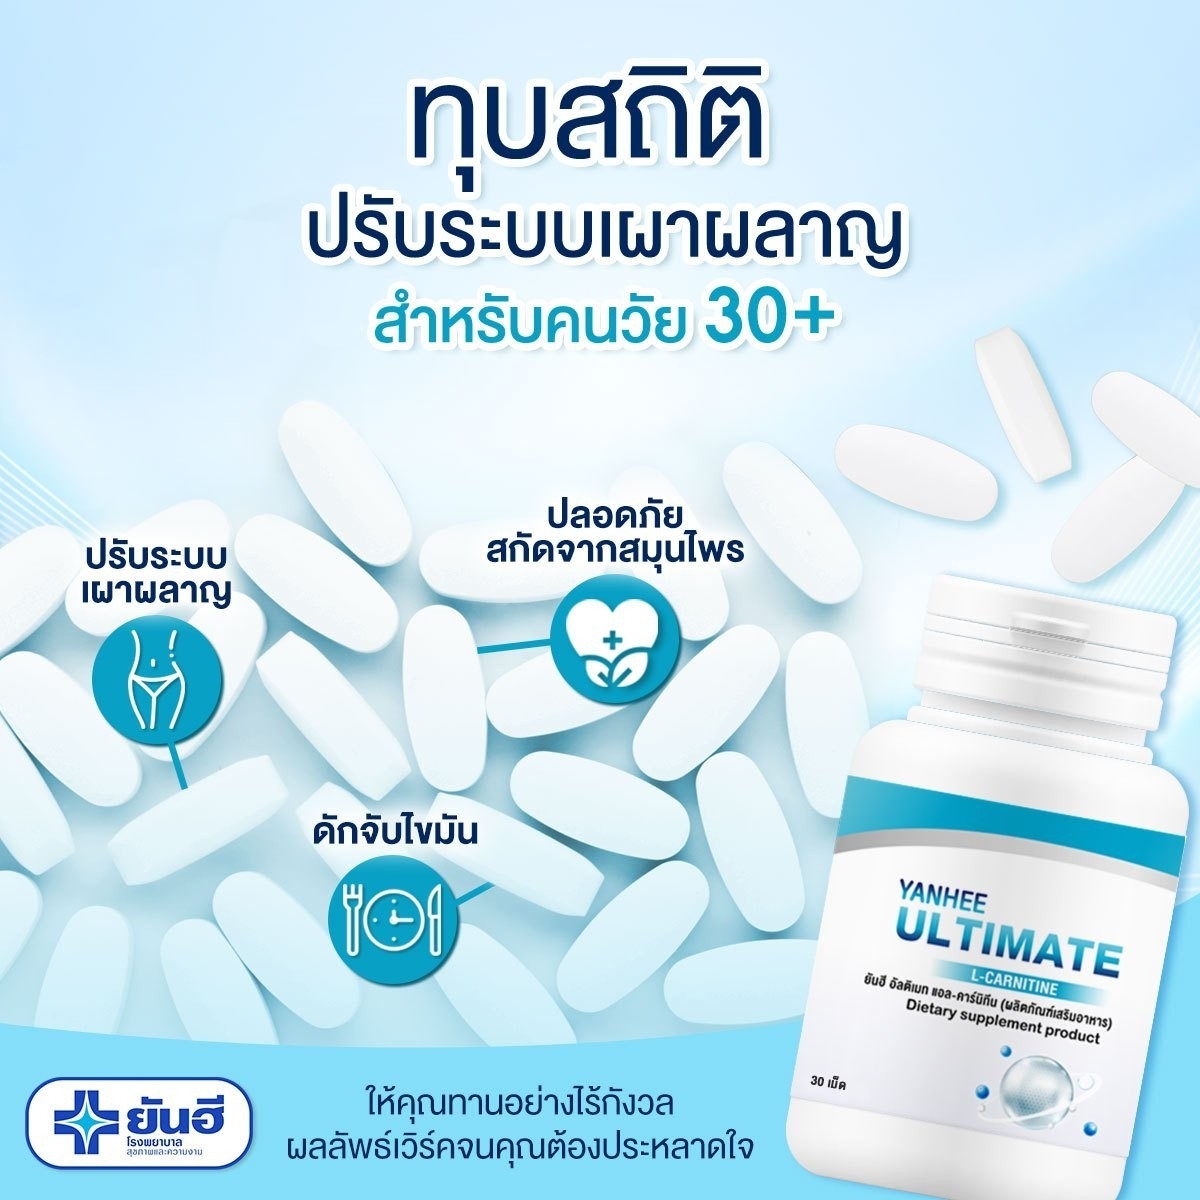 ทุบสถิติ
ปรับระบบเผาผลาญ
สำหรับคนวัย 30+
ปลอดภัย
สกัดจากสมุนไพร
ปรับระบบ
เผาผลาญ
ดักจับไขมัน
YANHEE
ULTIMATE
L-CARNITINE
ยันฮี อัลติเมท แอล-คาร์นิทีน (ผลิตภัณฑ์เสริมอาหาร)
Dietary supplement product
30 เม็ด
ยันฮี
โรงพยาบาล
สุขภาพและความงาม
ให้คุณทานอย่างไร้กังวล
ผลลัพธ์เวิร์คจนคุณต้องประหลาดใจ